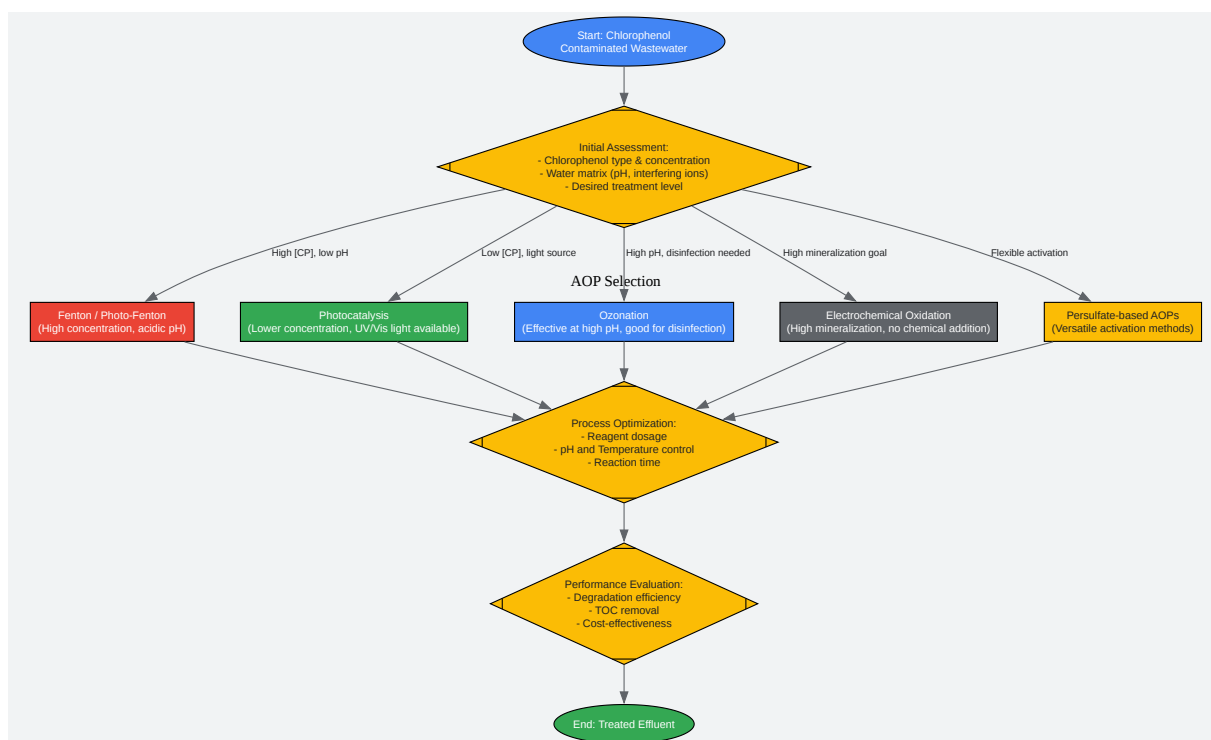 Start: Chlorophenol
Contaminated Wastewater
Initial Assessment:
- Chlorophenol type & concentration
- Water matrix (pH, interfering ions)
- Desired treatment level
High [CP], low pH
Low [CP], light source
High pH, disinfection needed
High mineralization goal
Flexible activation
AOP Selection
Fenton / Photo-Fenton
(High concentration, acidic pH)
Photocatalysis
(Lower concentration, UV/Vis light available)
Ozonation
(Effective at high pH, good for disinfection)
Electrochemical Oxidation
(High mineralization, no chemical addition)
Persulfate-based AOPs
(Versatile activation methods)
Process Optimization:
- Reagent dosage
- pH and Temperature control
- Reaction time
Performance Evaluation:
- Degradation efficiency
- TOC removal
- Cost-effectiveness
End: Treated Effluent